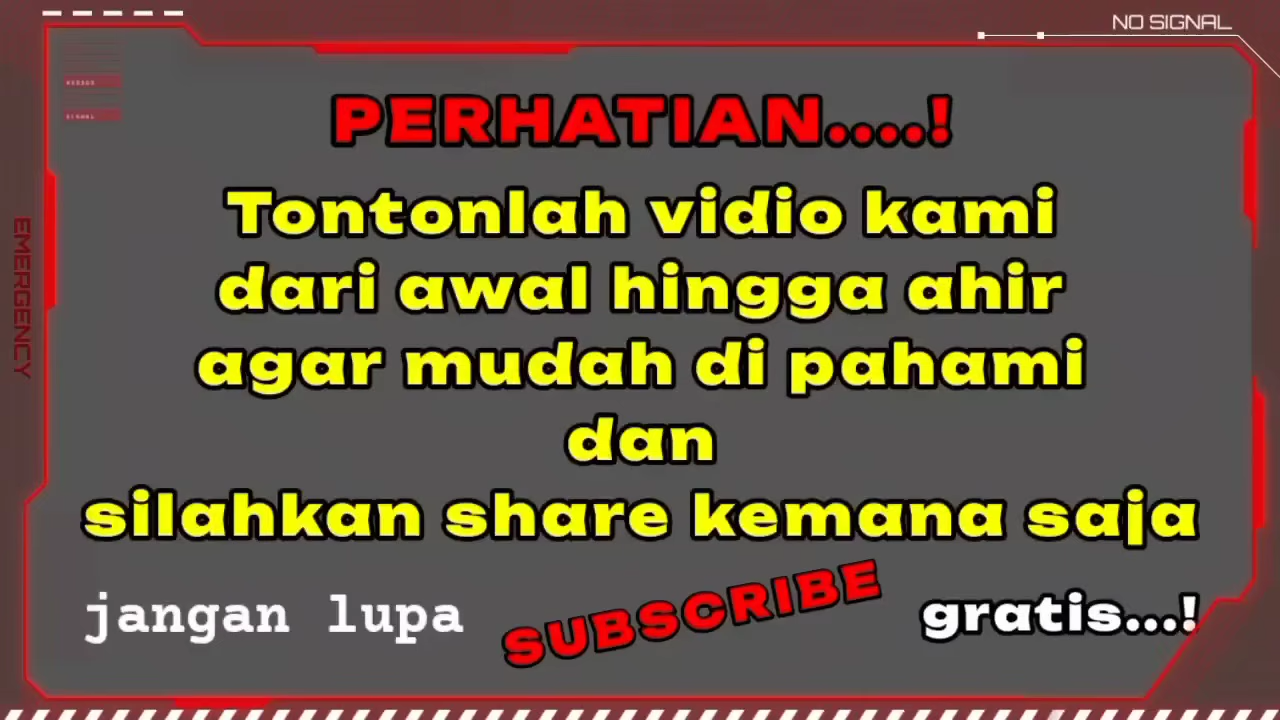 NO SIGNAL
PERHATIAN....!
Tontonlah vidio kami
dari awal hingga ahir
agar mudah di pahami
dan
silahkan share kemana saja
jangan lupa SUBSCRIBE gratis...!
EMERGENCY